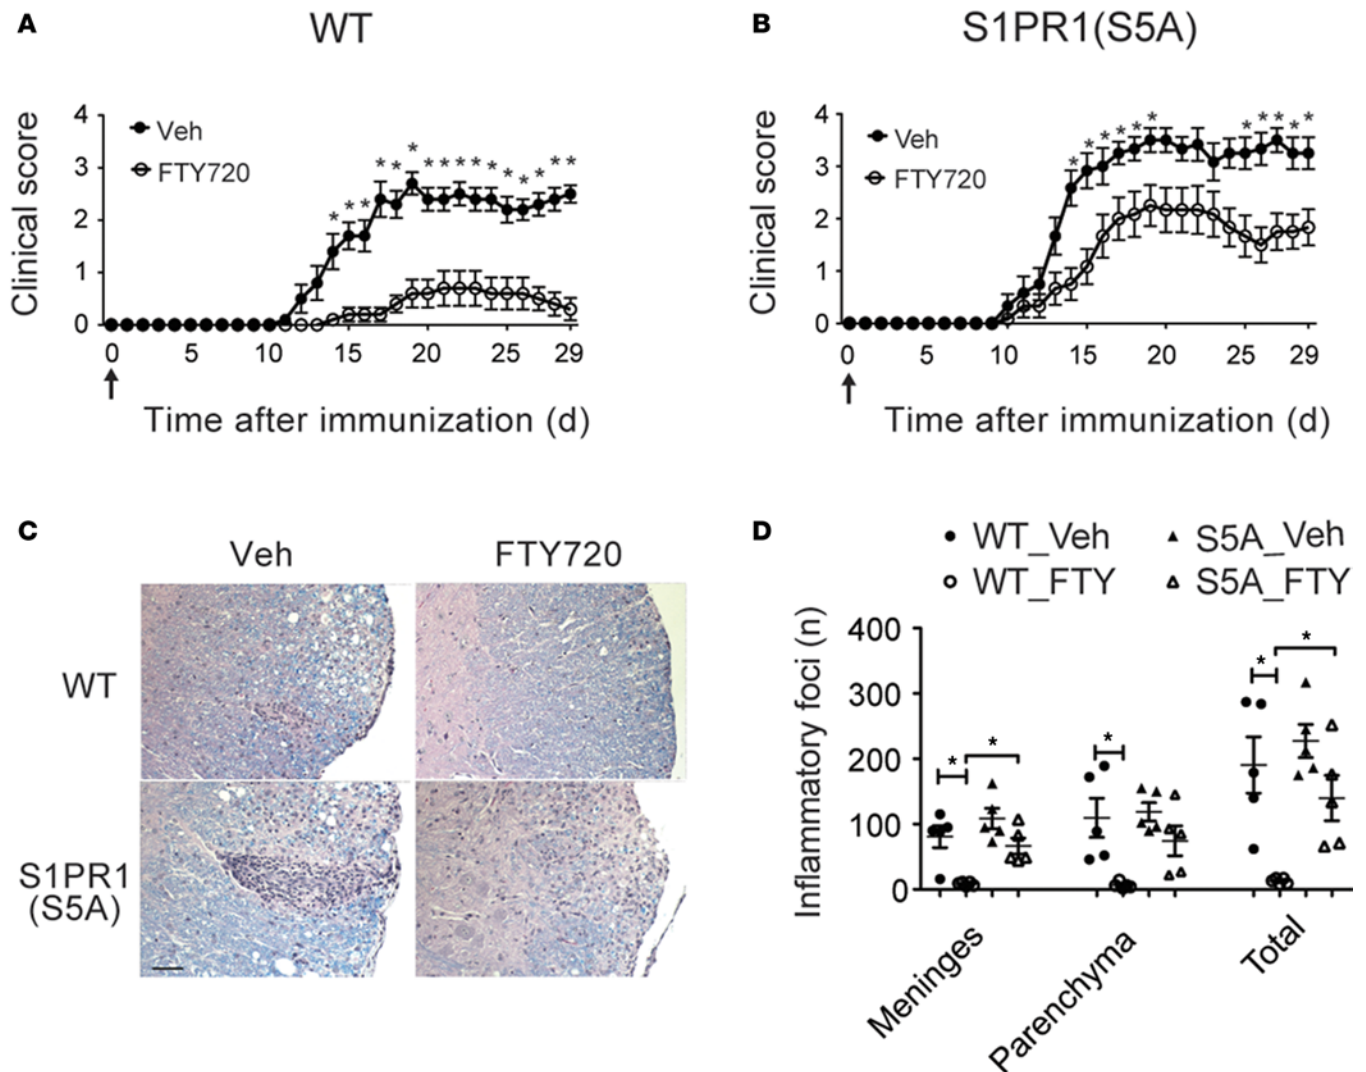 A
WT
Clinical score
4
3
2
1
0
Veh
FTY720
* * * * * * * * * * * * * * * *
0 5 10 15 20 25 29
Time after immunization (d)
B
S1PR1(S5A)
Clinical score
4
3
2
1
0
Veh
FTY720
* * * * * * * * * * *
0 5 10 15 20 25 29
Time after immunization (d)
C
Veh FTY720
WT
S1PR1
(S5A)
D
WT_Veh S5A_Veh
WT_FTY S5A_FTY
Inflammatory foci (n)
400
300
200
100
0
* * * * *
Meninges
Parenchyma
Total